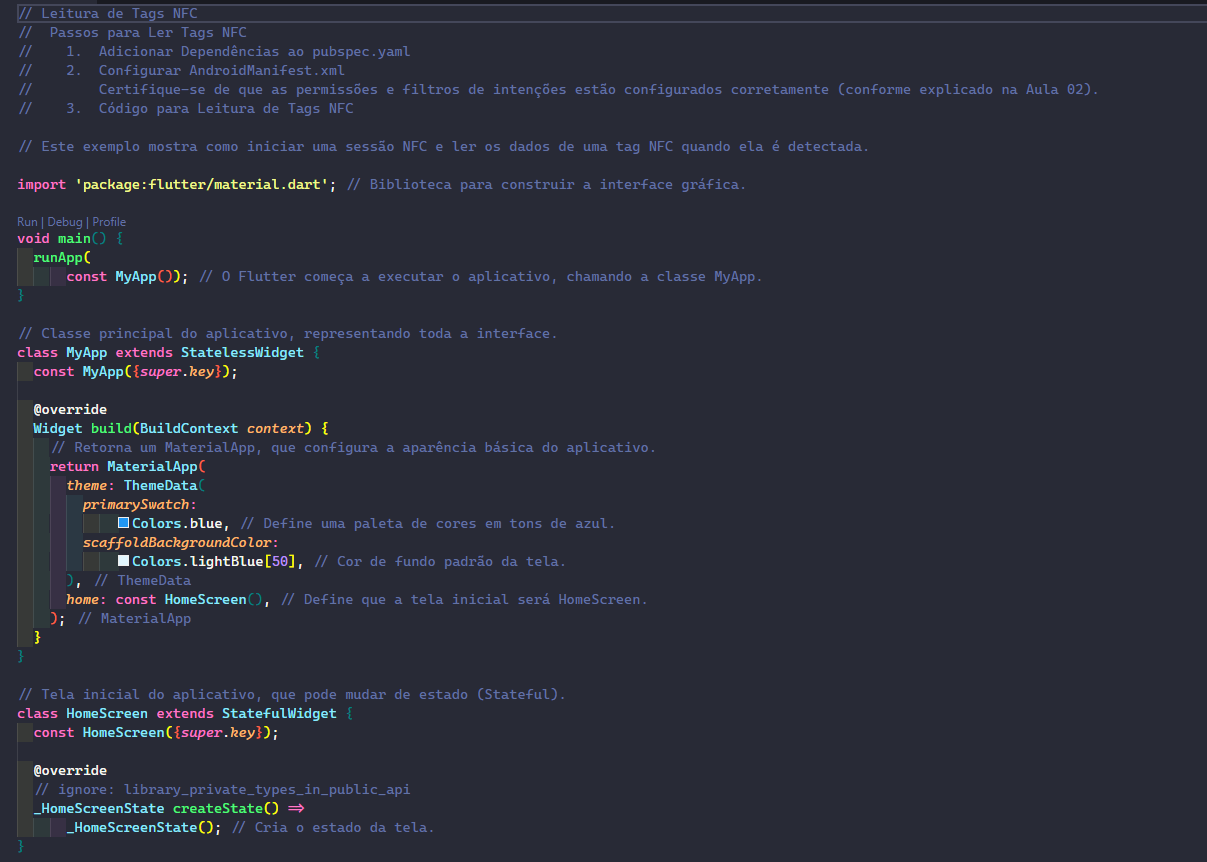 // Leitura de Tags NFC
//  Passos para Ler Tags NFC
//    1.  Adicionar Dependências ao pubspec.yaml
//    2.  Configurar AndroidManifest.xml
//        Certifique-se de que as permissões e filtros de intenções estão configurados corretamente (conforme explicado na Aula 02).
//    3.  Código para Leitura de Tags NFC
// Este exemplo mostra como iniciar uma sessão NFC e ler os dados de uma tag NFC quando ela é detectada.
import 'package:flutter/material.dart'; // Biblioteca para construir a interface gráfica.
Run | Debug | Profile
void main() {
  runApp(
      const MyApp()); // O Flutter começa a executar o aplicativo, chamando a classe MyApp.
}
// Classe principal do aplicativo, representando toda a interface.
class MyApp extends StatelessWidget {
  const MyApp({super.key});
  @override
  Widget build(BuildContext context) {
    // Retorna um MaterialApp, que configura a aparência básica do aplicativo.
    return MaterialApp(
      theme: ThemeData(
        primarySwatch:
            Colors.blue, // Define uma paleta de cores em tons de azul.
        scaffoldBackgroundColor:
            Colors.lightBlue[50], // Cor de fundo padrão da tela.
      ), // ThemeData
      home: const HomeScreen(), // Define que a tela inicial será HomeScreen.
    ); // MaterialApp
  }
}
// Tela inicial do aplicativo, que pode mudar de estado (Stateful).
class HomeScreen extends StatefulWidget {
  const HomeScreen({super.key});
  @override
  // ignore: library_private_types_in_public_api
  _HomeScreenState createState() =>
      _HomeScreenState(); // Cria o estado da tela.
}